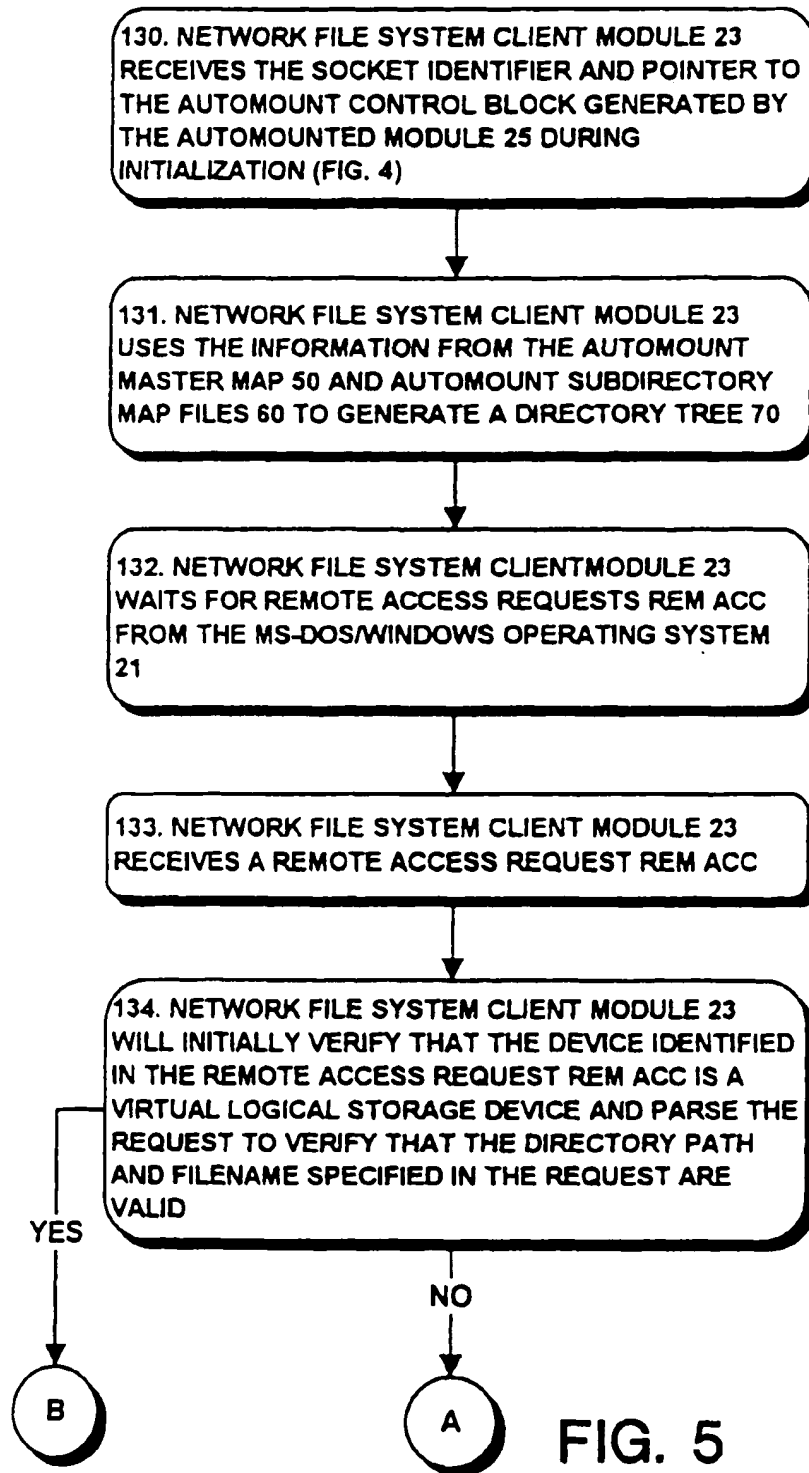 130. NETWORK FILE SYSTEM CLIENT MODULE 23
RECEIVES THE SOCKET IDENTIFIER AND POINTER TO
THE AUTOMOUNT CONTROL BLOCK GENERATED BY
THE AUTOMOUNTED MODULE 25 DURING
INITIALIZATION (FIG. 4)
131. NETWORK FILE SYSTEM CLIENT MODULE 23
USES THE INFORMATION FROM THE AUTOMOUNT
MASTER MAP 50 AND AUTOMOUNT SUBDIRECTORY
MAP FILES 60 TO GENERATE A DIRECTORY TREE 70
132. NETWORK FILE SYSTEM CLIENTMODULE 23
WAITS FOR REMOTE ACCESS REQUESTS REM ACC
FROM THE MS-DOS/WINDOWS OPERATING SYSTEM
21
133. NETWORK FILE SYSTEM CLIENT MODULE 23
RECEIVES A REMOTE ACCESS REQUEST REM ACC
134. NETWORK FILE SYSTEM CLIENT MODULE 23
WILL INITIALLY VERIFY THAT THE DEVICE IDENTIFIED
IN THE REMOTE ACCESS REQUEST REM ACC IS A
VIRTUAL LOGICAL STORAGE DEVICE AND PARSE THE
REQUEST TO VERIFY THAT THE DIRECTORY PATH
AND FILENAME SPECIFIED IN THE REQUEST ARE
VALID
YES
NO
B
A
FIG. 5